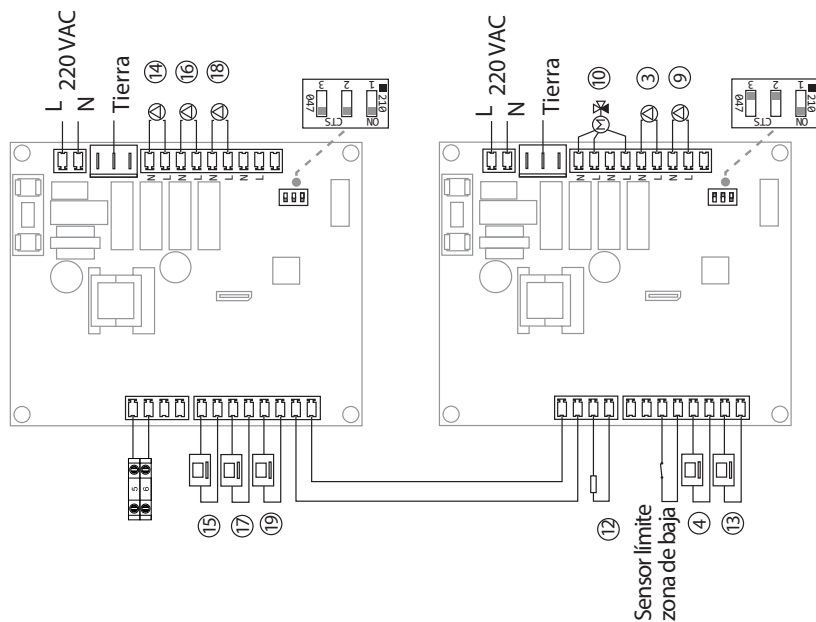 L
N
220 VAC
Tierra
14
16
18
N L N L N L N L
3 2 1
047 CTS 210
ON
5
6
15
17
19
L
N
220 VAC
Tierra
10
M
3
9
N L N L N L N L
3 2 1
047 CTS 210
ON
12
Sensor límite
zona de baja
4
13